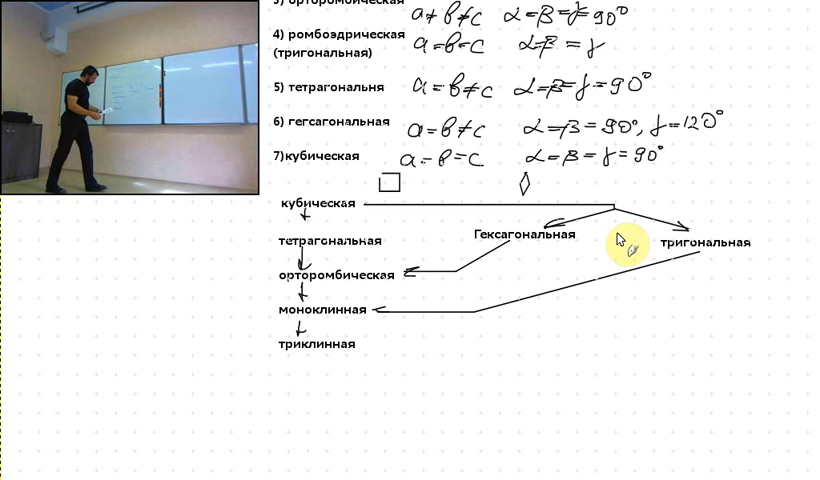 3) орторомбическая a≠b≠c α=β=γ=90°
4) ромбоэдрическая
(тригональная) a=b=c α=β=γ
5) тетрагональня a=b≠c α=β=γ=90°
6) гегсагональная a=b≠c α=β=90°, γ=120°
7)кубическая a=b=c α=β=γ=90°
кубическая
Гексагональная
тетрагональная тригональная
орторомбическая
моноклинная
триклинная